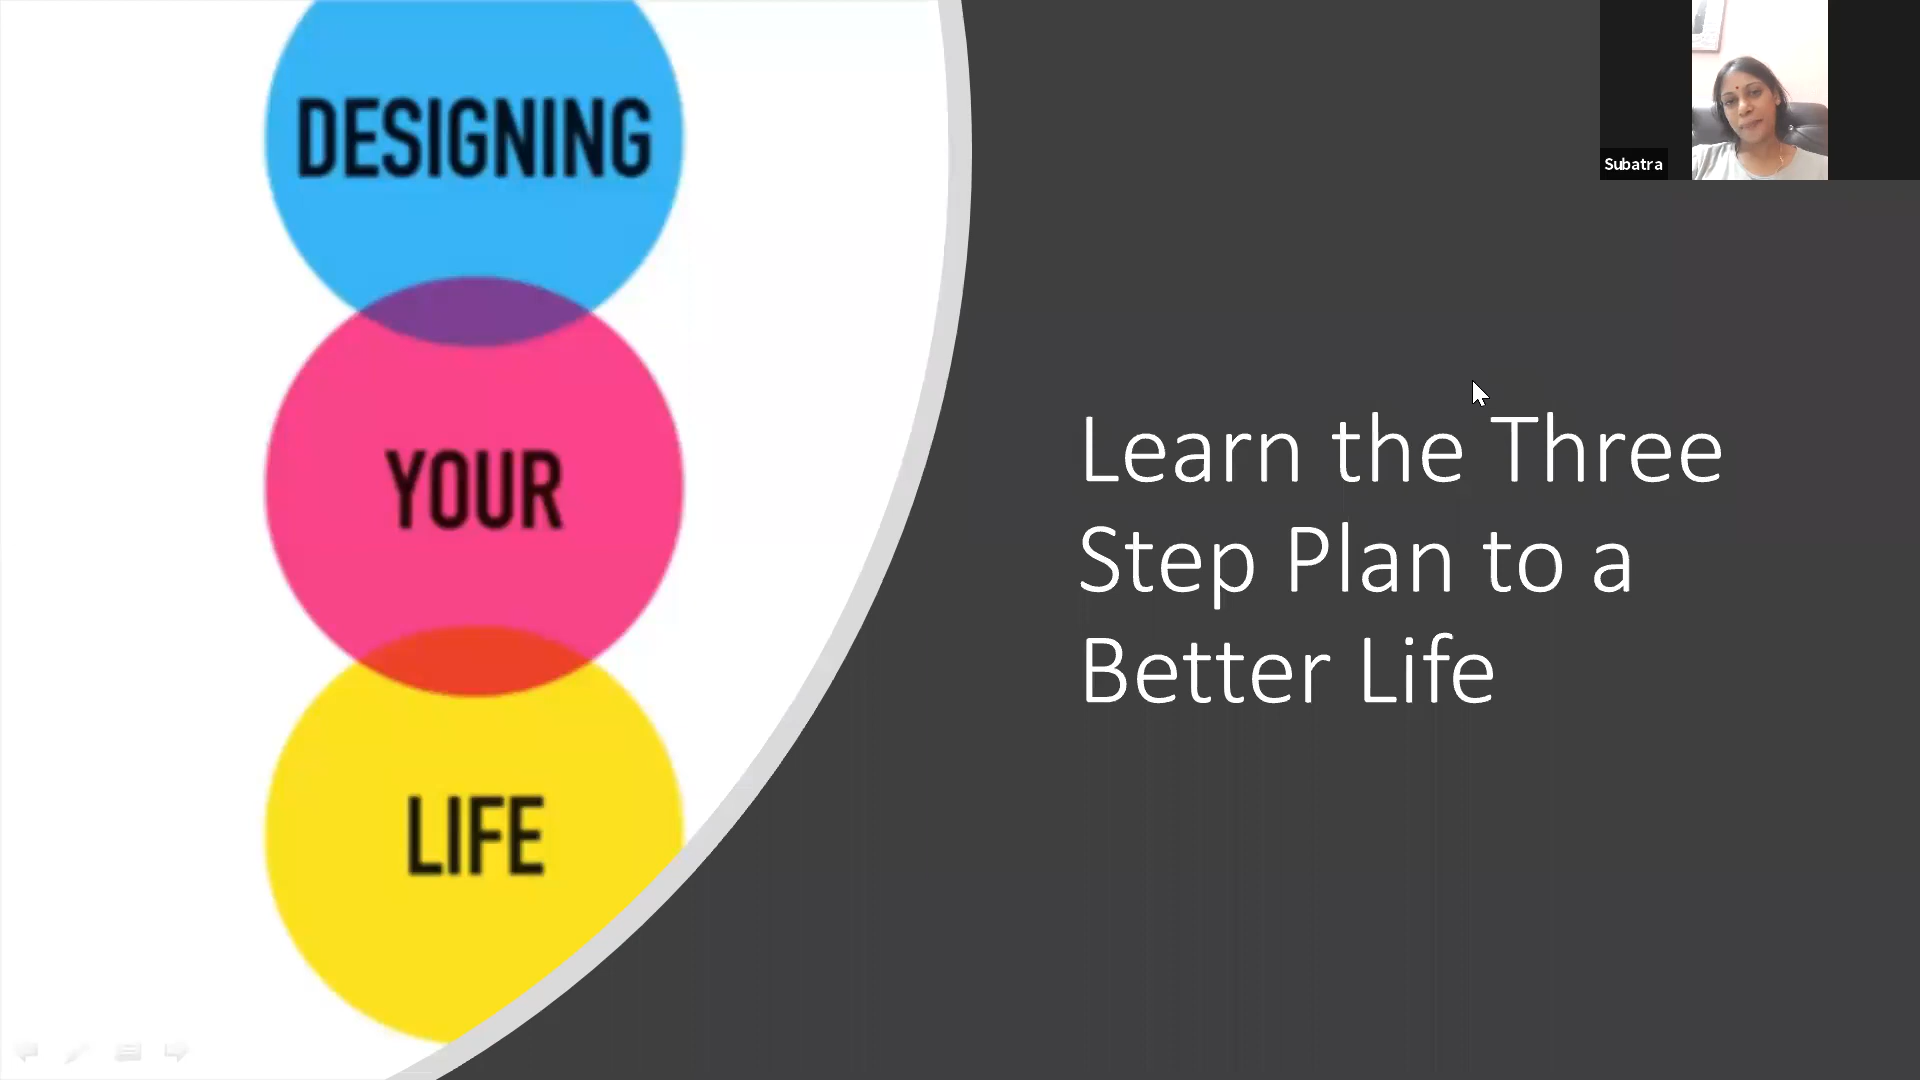 DESIGNING
YOUR
LIFE
Learn the Three
Step Plan to a
Better Life
Subatra